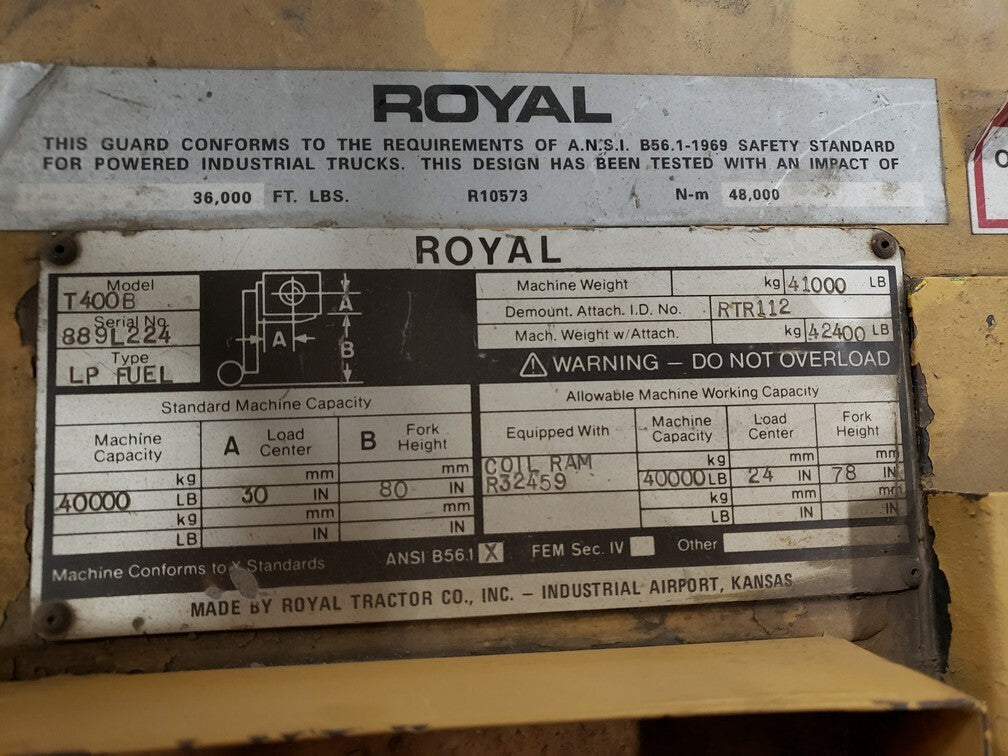 ROYAL
THIS GUARD CONFORMS TO THE REQUIREMENTS OF A.N.S.I. B56.1-1969 SAFETY STANDARD
FOR POWERED INDUSTRIAL TRUCKS. THIS DESIGN HAS BEEN TESTED WITH AN IMPACT OF
36,000 FT. LBS. R10573 N-m 48,000
ROYAL
Model
T400B
Serial No.
889L224
Type
LP FUEL
A
A
B
Machine Weight kg 41000 LB
Demount. Attach. I.D. No. RTR112
Mach. Weight w/Attach. kg 42400 LB
WARNING — DO NOT OVERLOAD
Standard Machine Capacity
Machine Capacity A Load Center B Fork Height
kg mm mm
40000 LB 30 IN 80 IN
kg mm mm
LB IN IN
Allowable Machine Working Capacity
Equipped With Machine Capacity Load Center Fork Height
COIL RAM kg mm mm
R32459 40000 LB 24 IN 78 IN
kg mm mm
LB IN IN
Machine Conforms to X Standards ANSI B56.1 X FEM Sec. IV Other
MADE BY ROYAL TRACTOR CO., INC. — INDUSTRIAL AIRPORT, KANSAS